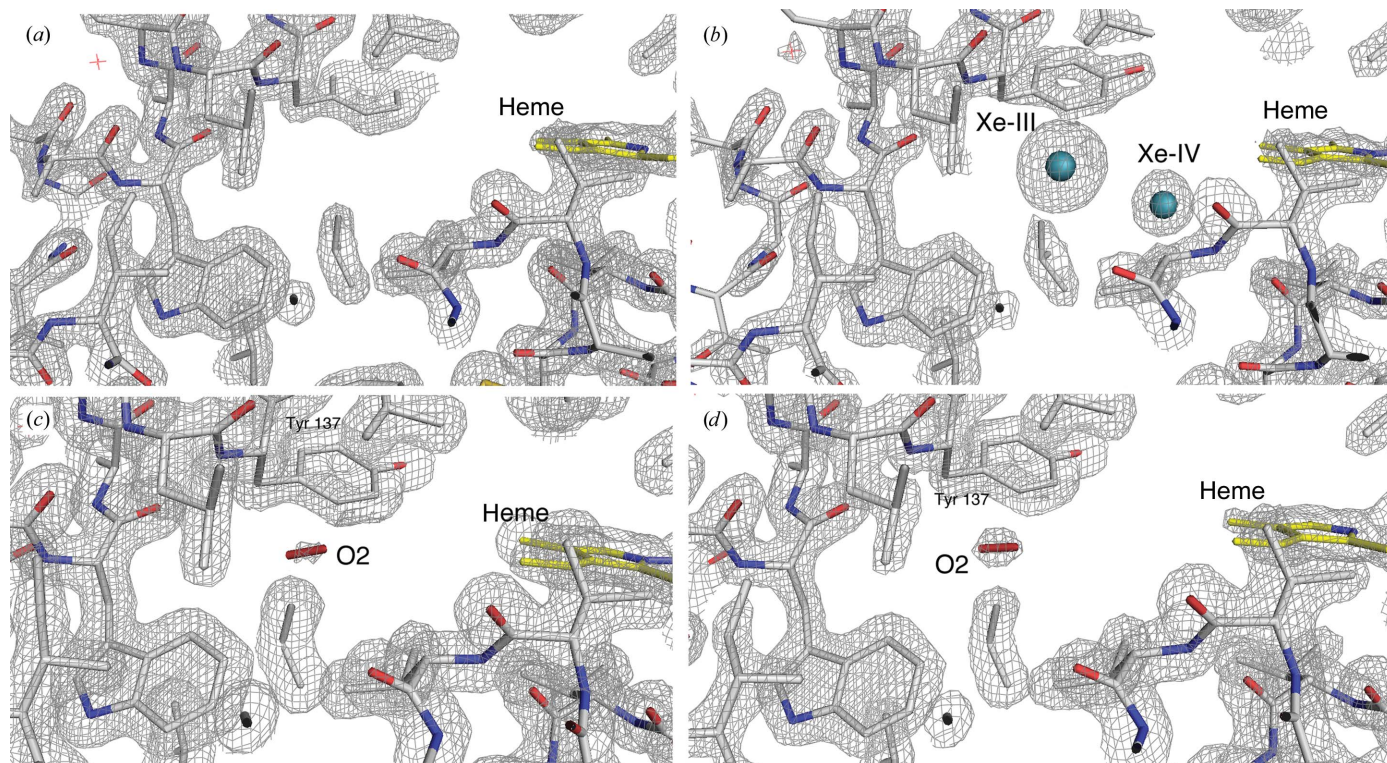 (a)
Heme
(b)
Xe-III
Xe-IV
Heme
(c)
Tyr 137
Heme
O2
(d)
Tyr 137
Heme
O2